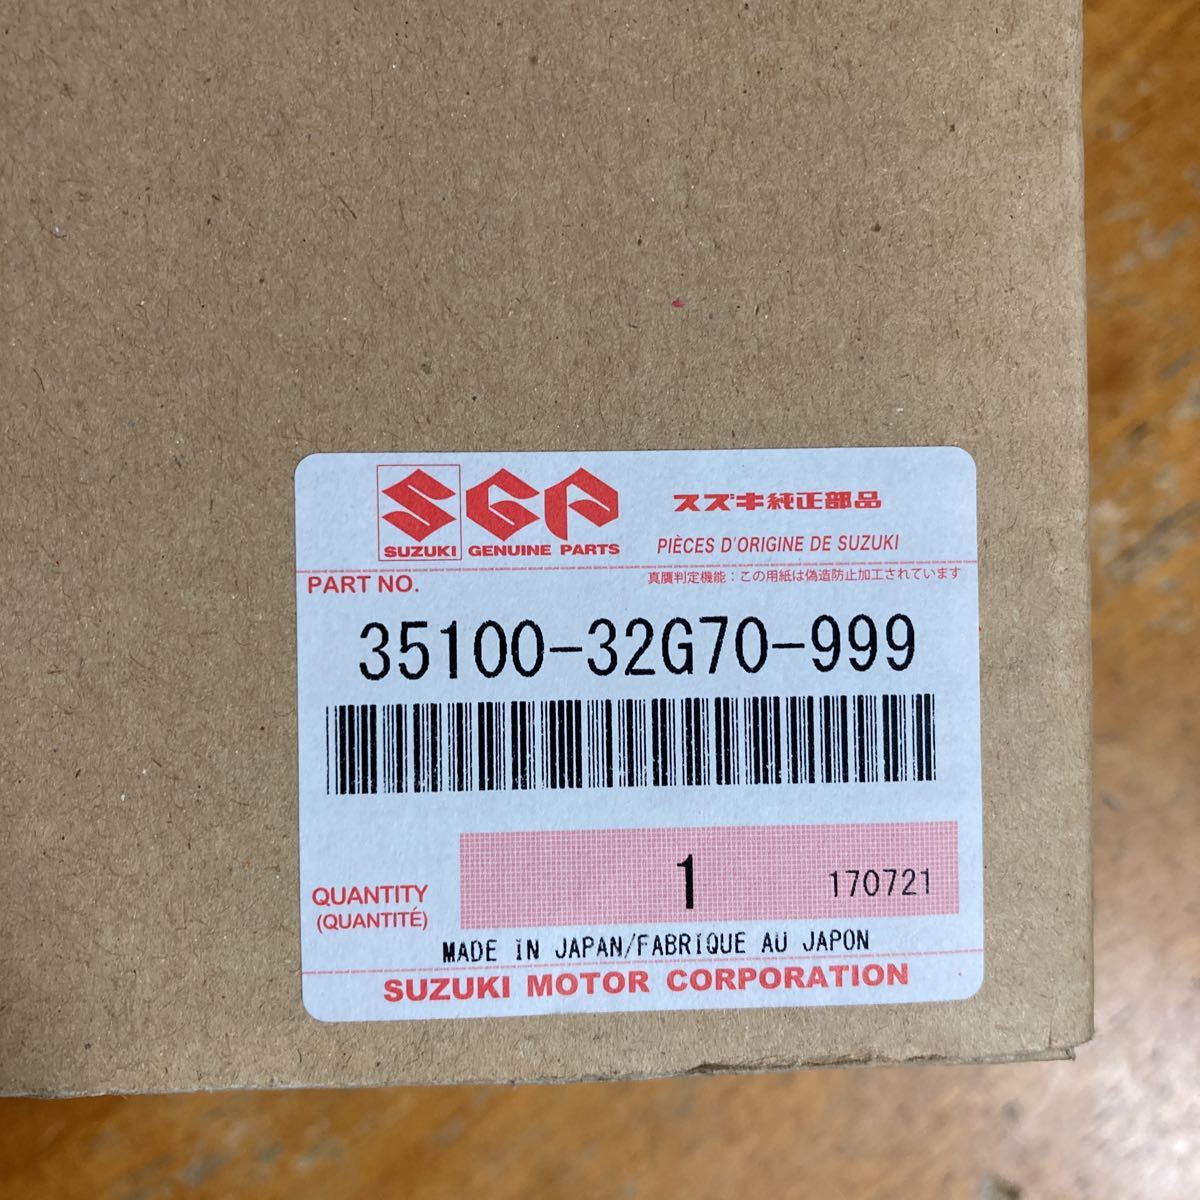 SUZUKI
SGP
GENUINE PARTS
スズキ純正部品
PIÈCES D'ORIGINE DE SUZUKI
PART NO.
真贋判定機能：この用紙は偽造防止加工されています
35100-32G70-999
QUANTITY
(QUANTITÉ)
1
170721
MADE IN JAPAN/FABRIQUE AU JAPON
SUZUKI MOTOR CORPORATION